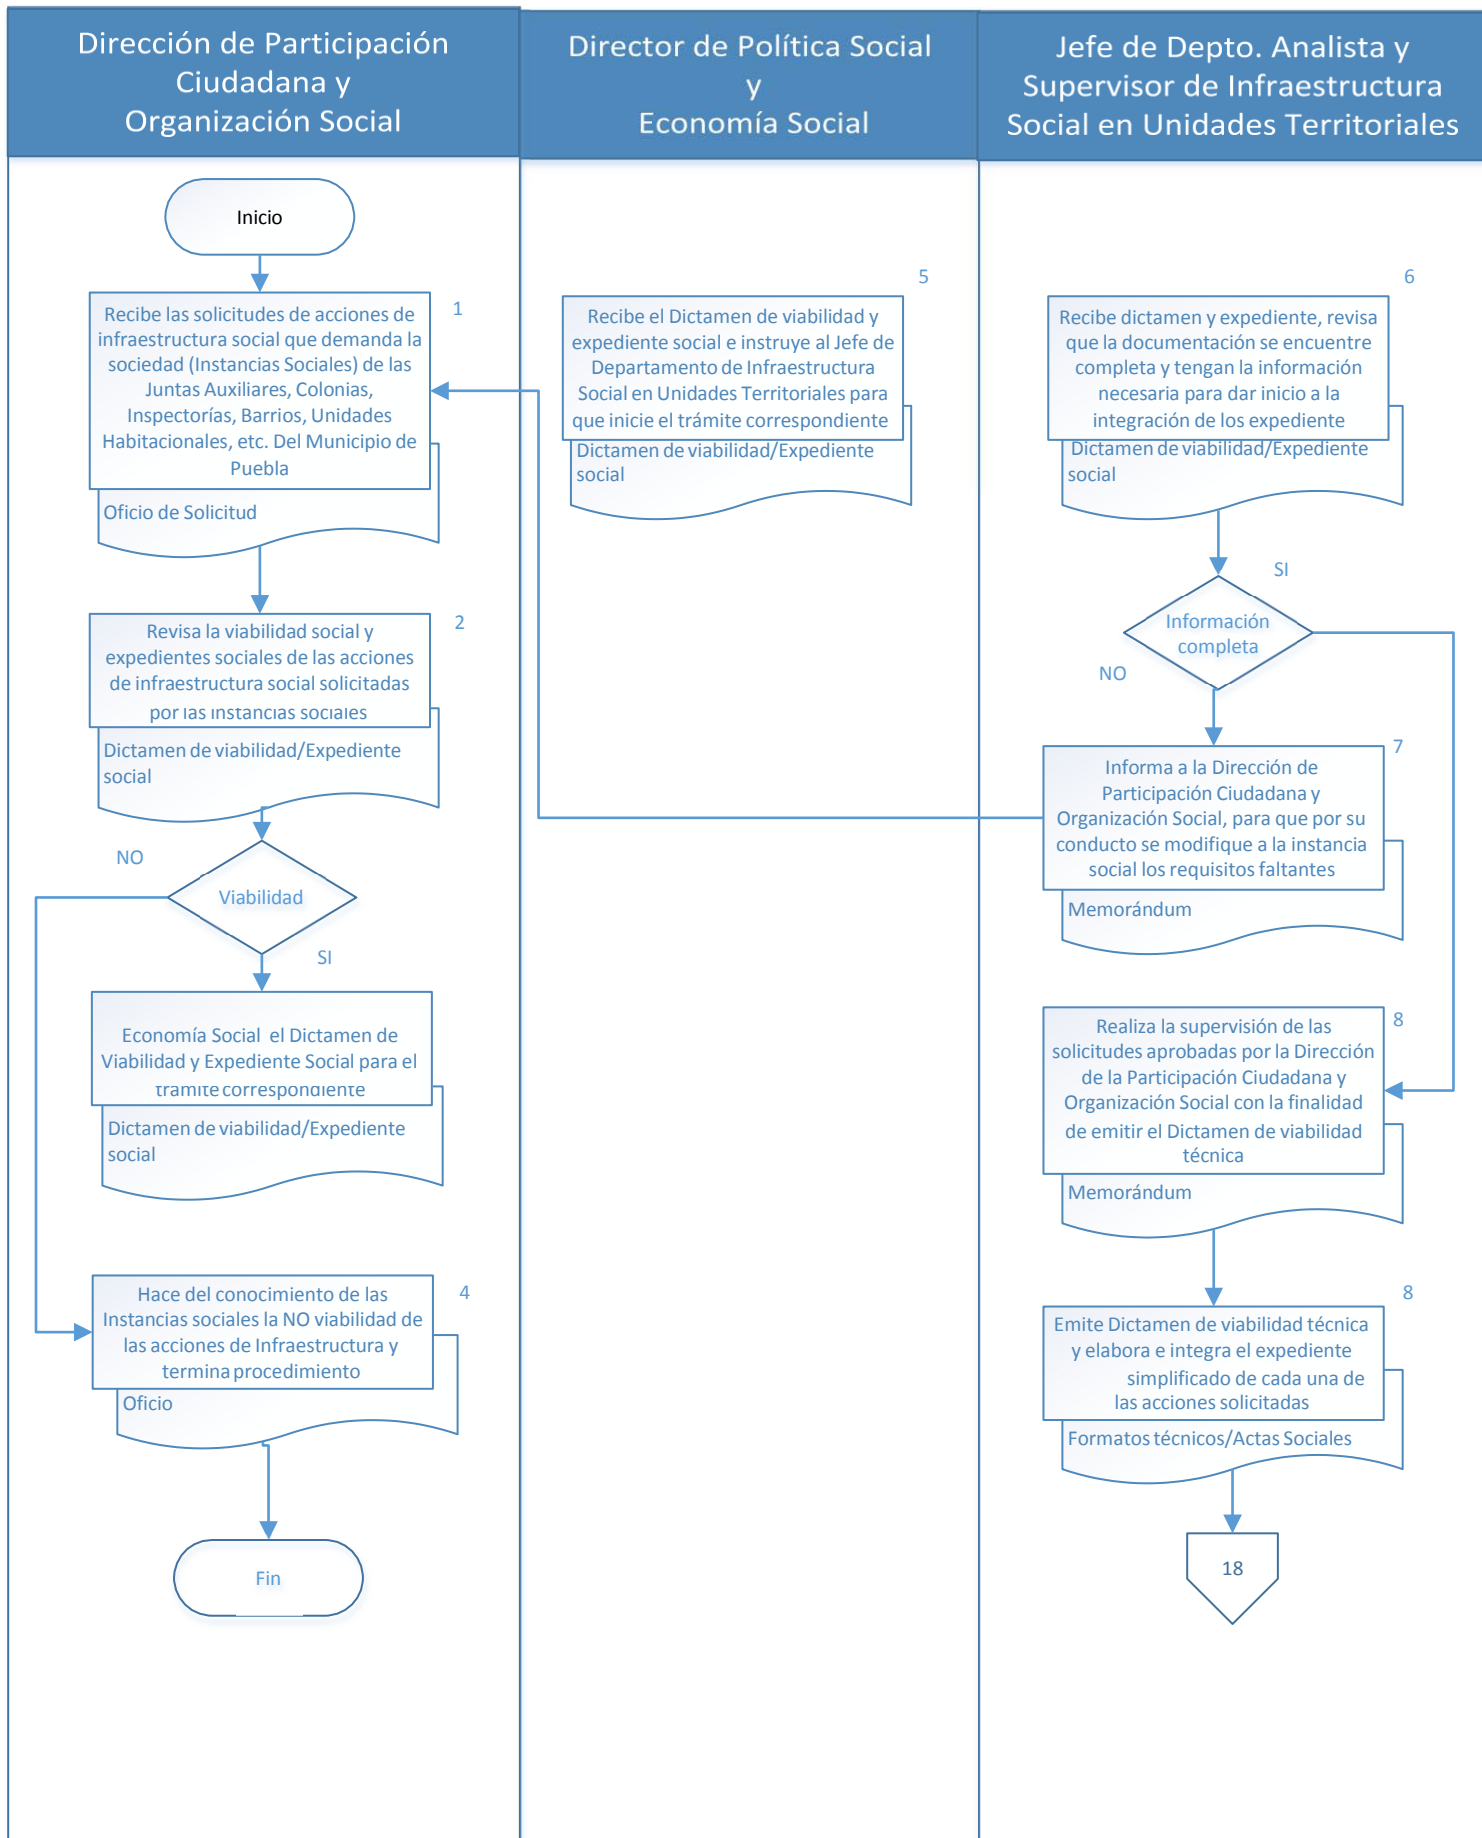 Dirección de Participación
Ciudadana y
Organización Social
Director de Política Social
y
Economía Social
Jefe de Depto. Analista y
Supervisor de Infraestructura
Social en Unidades Territoriales
Inicio
1
Recibe las solicitudes de acciones de
infraestructura social que demanda la
sociedad (Instancias Sociales) de las
Juntas Auxiliares, Colonias,
Inspectorías, Barrios, Unidades
Habitacionales, etc. Del Municipio de
Puebla
Oficio de Solicitud
2
Revisa la viabilidad social y
expedientes sociales de las acciones
de infraestructura social solicitadas
por las instancias sociales
Dictamen de viabilidad/Expediente
social
NO
Viabilidad
SI
Economía Social el Dictamen de
Viabilidad y Expediente Social para el
tramite correspondiente
Dictamen de viabilidad/Expediente
social
4
Hace del conocimiento de las
Instancias sociales la NO viabilidad de
las acciones de Infraestructura y
termina procedimiento
Oficio
Fin
5
Recibe el Dictamen de viabilidad y
expediente social e instruye al Jefe de
Departamento de Infraestructura
Social en Unidades Territoriales para
que inicie el trámite correspondiente
Dictamen de viabilidad/Expediente
social
6
Recibe dictamen y expediente, revisa
que la documentación se encuentre
completa y tengan la información
necesaria para dar inicio a la
integración de los expediente
Dictamen de viabilidad/Expediente
social
SI
Información
completa
NO
7
Informa a la Dirección de
Participación Ciudadana y
Organización Social, para que por su
conducto se modifique a la instancia
social los requisitos faltantes
Memorándum
8
Realiza la supervisión de las
solicitudes aprobadas por la Dirección
de la Participación Ciudadana y
Organización Social con la finalidad
de emitir el Dictamen de viabilidad
técnica
Memorándum
8
Emite Dictamen de viabilidad técnica
y elabora e integra el expediente
simplificado de cada una de
las acciones solicitadas
Formatos técnicos/Actas Sociales
18